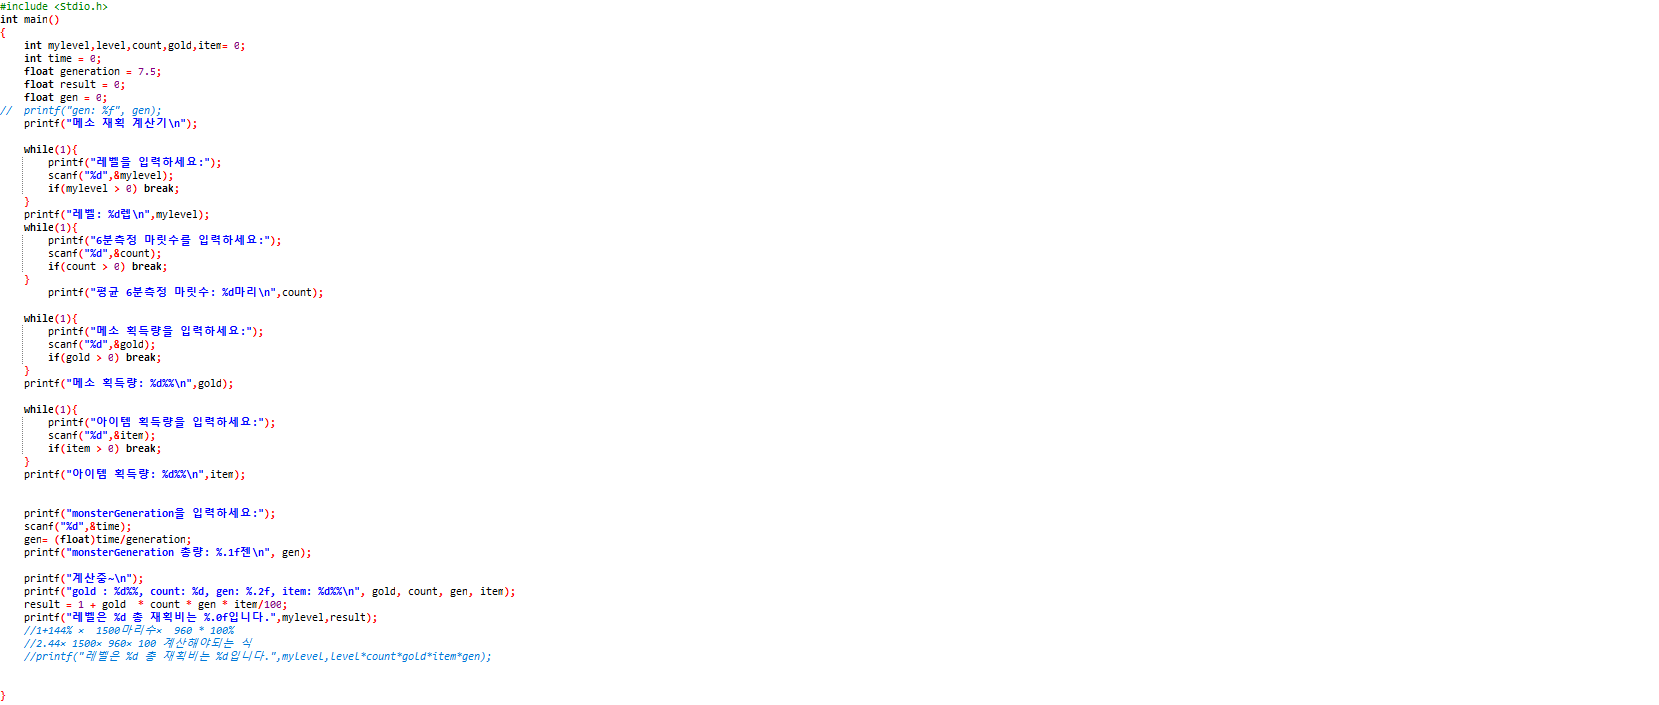 #include <Stdio.h>
int main()
{
    int mylevel,level,count,gold,item= 0;
    int time = 0;
    float generation = 7.5;
    float result = 0;
    float gen = 0;
//  printf("gen: %f", gen);
    printf("메소 재획 계산기\n");

    while(1){
        printf("레벨을 입력하세요:");
        scanf("%d",&mylevel);
        if(mylevel > 0) break;
    }
    printf("레벨: %d렙\n",mylevel);
    while(1){
        printf("6분측정 마릿수를 입력하세요:");
        scanf("%d",&count);
        if(count > 0) break;
    }
        printf("평균 6분측정 마릿수: %d마리\n",count);

    while(1){
        printf("메소 획득량을 입력하세요:");
        scanf("%d",&gold);
        if(gold > 0) break;
    }
    printf("메소 획득량: %d%%\n",gold);

    while(1){
        printf("아이템 획득량을 입력하세요:");
        scanf("%d",&item);
        if(item > 0) break;
    }
    printf("아이템 획득량: %d%%\n",item);

    printf("monsterGeneration을 입력하세요:");
    scanf("%d",&time);
    gen= (float)time/generation;
    printf("monsterGeneration 총량: %.1f젠\n", gen);

    printf("계산중~\n");
    printf("gold : %d%%, count: %d, gen: %.2f, item: %d%%\n", gold, count, gen, item);
    result = 1 + gold  * count * gen * item/100;
    printf("레벨은 %d 총 재획비는 %.0f입니다.",mylevel,result);
    //1+144% ×  1500마리수×  960 * 100%
    //2.44× 1500× 960× 100 계산해야되는 식
    //printf("레벨은 %d 총 재획비는 %d입니다.",mylevel,level*count*gold*item*gen);

}